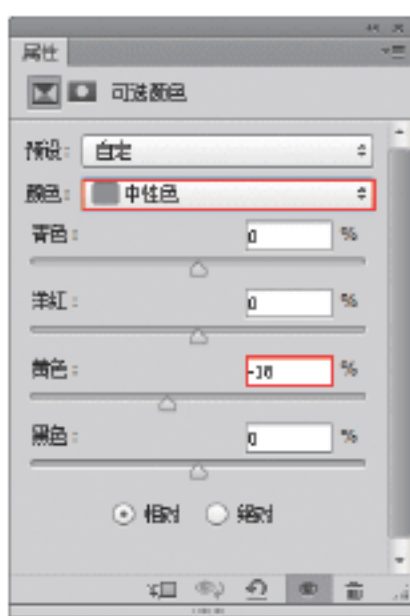 属性
可选颜色
预设： 自定
颜色： 中性色
青色： 0 %
洋红： 0 %
黄色： %
黑色： 0 %
相对 绝对